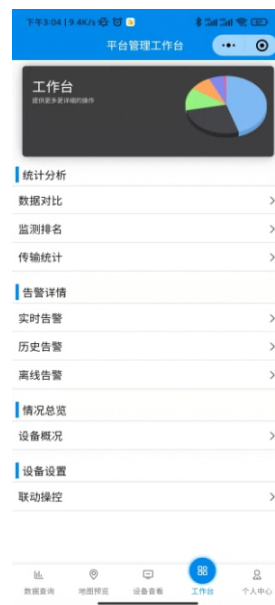 下午3:04 | 9.4K/s
平台管理工作台
工作台
提供更多更详细的操作
统计分析
数据对比
监测排名
传输统计
告警详情
实时告警
历史告警
离线告警
情况总览
设备概况
设备设置
联动操控
数据查询 地图预览 设备查看 工作台 个人中心